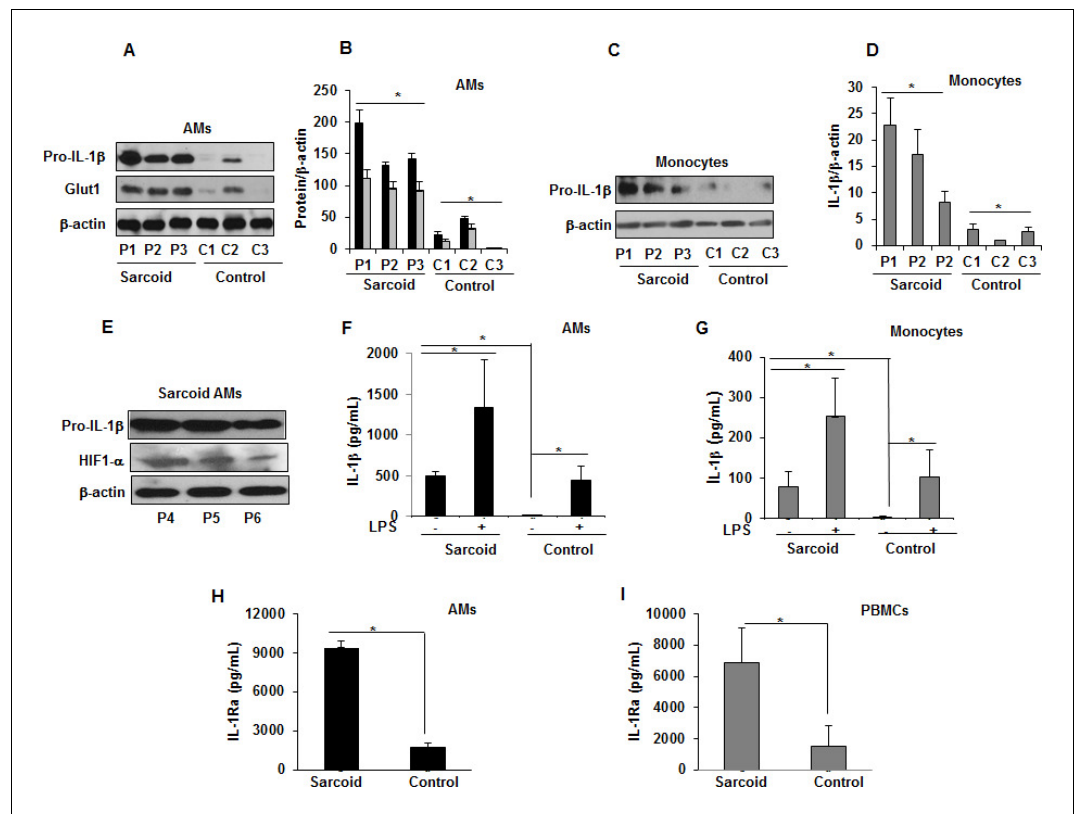 A
AMs
Pro-IL-1β
Glut1
β-actin
P1 P2 P3 C1 C2 C3
Sarcoid Control
B
AMs
Protein/β-actin
250
200
150
100
50
0
*
*
P1 P2 P3 C1 C2 C3
Sarcoid Control
C
Monocytes
Pro-IL-1β
β-actin
P1 P2 P3 C1 C2 C3
Sarcoid Control
D
Monocytes
IL-1β/β-actin
30
25
20
15
10
5
0
*
*
P1 P2 P2 C1 C2 C3
Sarcoid Control
E
Sarcoid AMs
Pro-IL-1β
HIF1-α
β-actin
P4 P5 P6
F
AMs
IL-1β (pg/mL)
2000
1500
1000
500
0
*
*
*
LPS - + - +
Sarcoid Control
G
Monocytes
IL-1β (pg/mL)
400
300
200
100
0
*
*
*
LPS - + - +
Sarcoid Control
H
AMs
IL-1Ra (pg/mL)
12000
9000
6000
3000
0
*
Sarcoid Control
I
PBMCs
IL-1Ra (pg/mL)
10000
8000
6000
4000
2000
0
*
Sarcoid Control